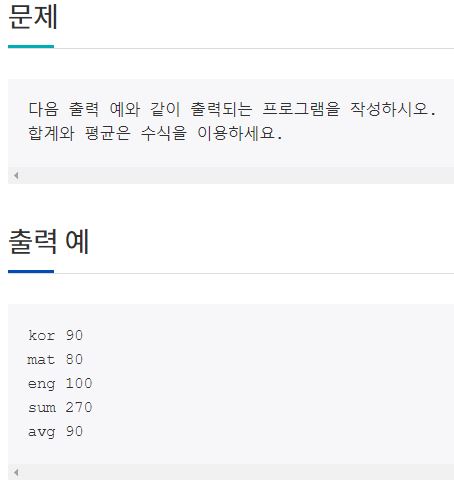 문제
다음 출력 예와 같이 출력되는 프로그램을 작성하시오.
합계와 평균은 수식을 이용하세요.
출력 예
kor 90
mat 80
eng 100
sum 270
avg 90